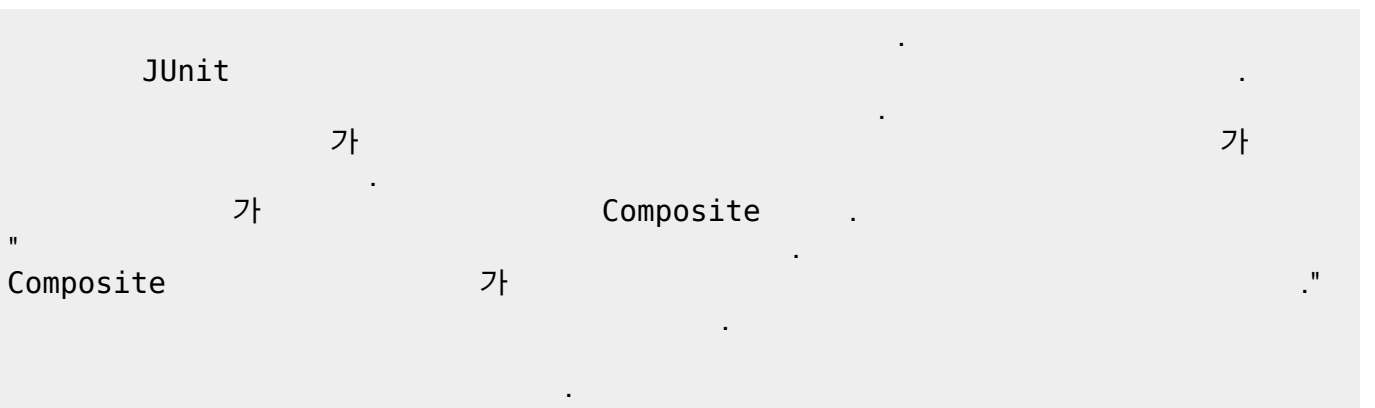 .
JUnit .
.
가 가
.
가 Composite .
" .
Composite 가 ."
.
.